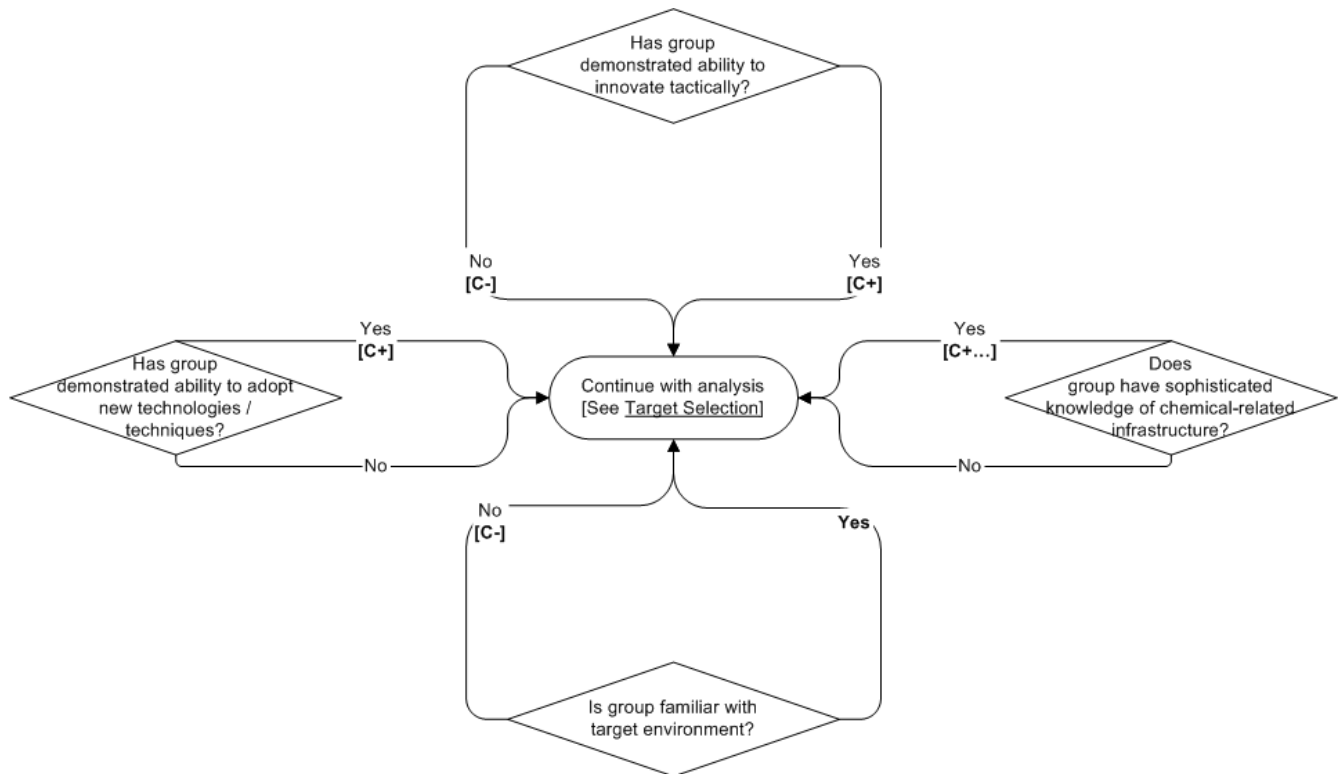 Has group
demonstrated ability to
innovate tactically?
No
[C-]
Yes
[C+]
Yes
[C+]
Has group
demonstrated ability to adopt
new technologies /
techniques?
No
Continue with analysis
[See Target Selection]
Yes
[C+...]
Does
group have sophisticated
knowledge of chemical-related
infrastructure?
No
No
[C-]
Yes
Is group familiar with
target environment?